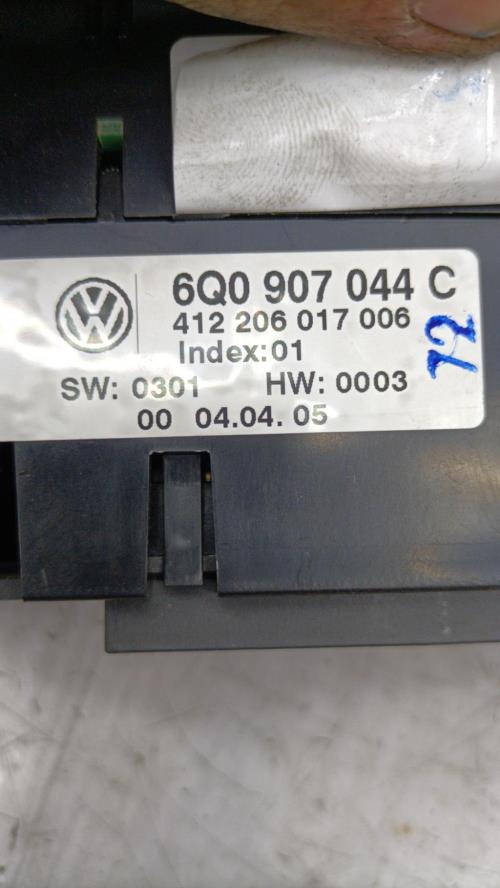 6Q0 907 044 C
412 206 017 006
Index:01
SW: 0301 HW: 0003
00 04.04. 05
72